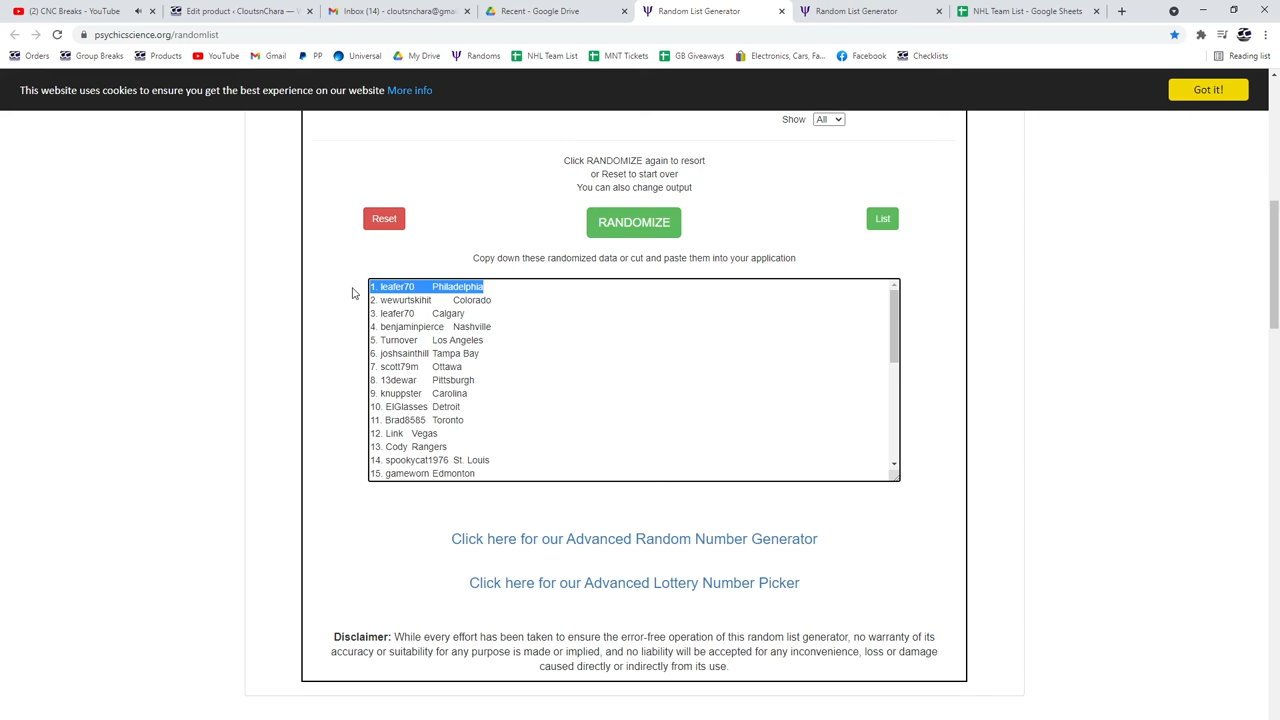 CNC Breaks - YouTube
Edit product ‹ CloutsnChara — W
Inbox (14) - cloutsnchara@gmai
Recent - Google Drive
Random List Generator
Random List Generator
NHL Team List - Google Sheets
psychicscience.org/randomlist
Orders
Group Breaks
Products
YouTube
Gmail
PP
Universal
My Drive
Randoms
NHL Team List
MNT Tickets
GB Giveaways
Electronics, Cars, Fa...
Facebook
Checklists
Reading list
This website uses cookies to ensure you get the best experience on our website More info
Got it!
Show All
Click RANDOMIZE again to resort
or Reset to start over
You can also change output
Reset
RANDOMIZE
List
Copy down these randomized data or cut and paste them into your application
1. leafer70 Philadelphia
2. wewurtskihit Colorado
3. leafer70 Calgary
4. benjaminpierce Nashville
5. Turnover Los Angeles
6. joshsainthill Tampa Bay
7. scott79m Ottawa
8. 13dewar Pittsburgh
9. knuppster Carolina
10. ElGlasses Detroit
11. Brad8585 Toronto
12. Link Vegas
13. Cody Rangers
14. spookycat1976 St. Louis
15. gameworn Edmonton
Click here for our Advanced Random Number Generator
Click here for our Advanced Lottery Number Picker
Disclaimer: While every effort has been taken to ensure the error-free operation of this random list generator, no warranty of its
accuracy or suitability for any purpose is made or implied, and no liability will be accepted for any inconvenience, loss or damage
caused directly or indirectly from its use.